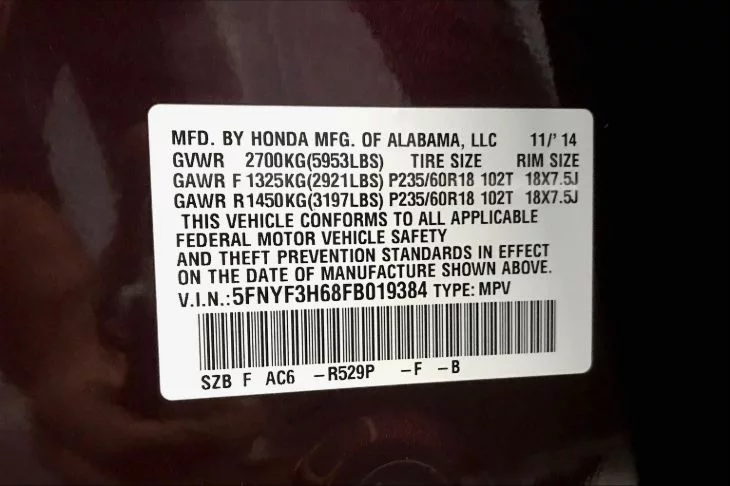 MFD. BY HONDA MFG. OF ALABAMA, LLC 11/' 14
GVWR 2700KG(5953LBS) TIRE SIZE RIM SIZE
GAWR F 1325KG(2921LBS) P235/60R18 102T 18X7.5J
GAWR R 1450KG(3197LBS) P235/60R18 102T 18X7.5J
THIS VEHICLE CONFORMS TO ALL APPLICABLE
FEDERAL MOTOR VEHICLE SAFETY
AND THEFT PREVENTION STANDARDS IN EFFECT
ON THE DATE OF MANUFACTURE SHOWN ABOVE.
V.I.N.:5FNYF3H68FB019384 TYPE: MPV
SZB F AC6 -R529P -F -B